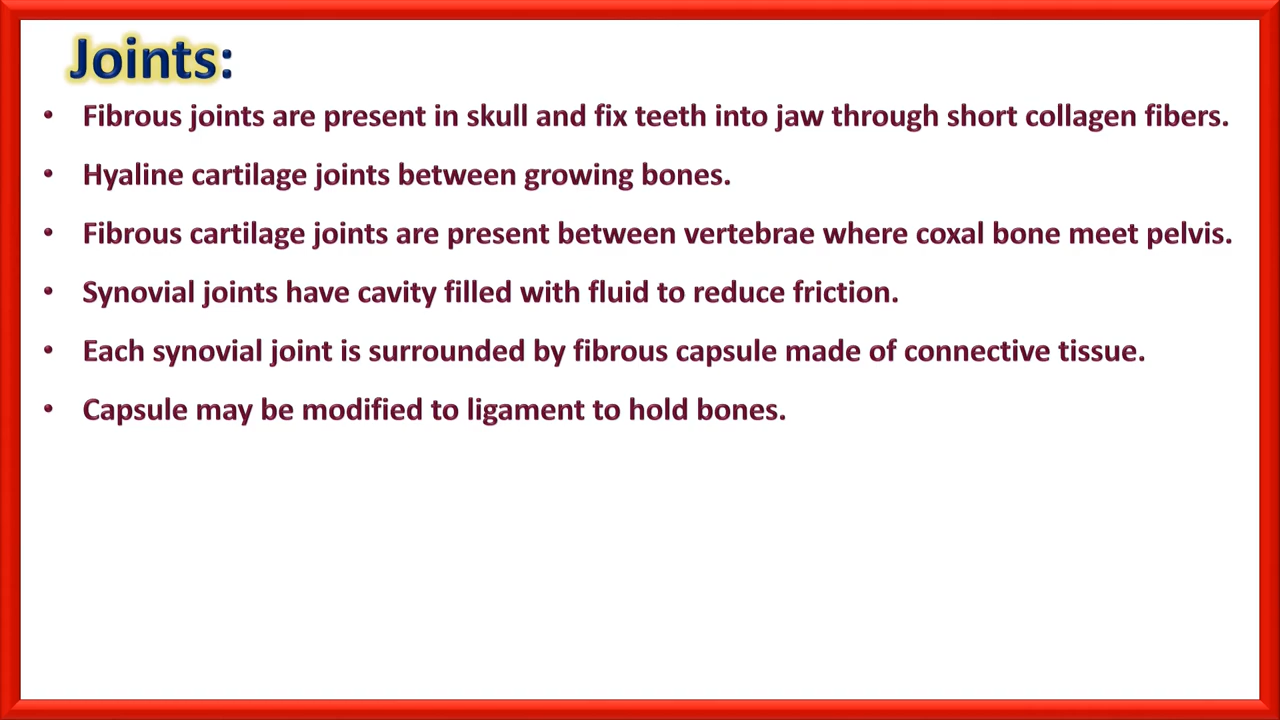 Joints:
• Fibrous joints are present in skull and fix teeth into jaw through short collagen fibers.
• Hyaline cartilage joints between growing bones.
• Fibrous cartilage joints are present between vertebrae where coxal bone meet pelvis.
• Synovial joints have cavity filled with fluid to reduce friction.
• Each synovial joint is surrounded by fibrous capsule made of connective tissue.
• Capsule may be modified to ligament to hold bones.